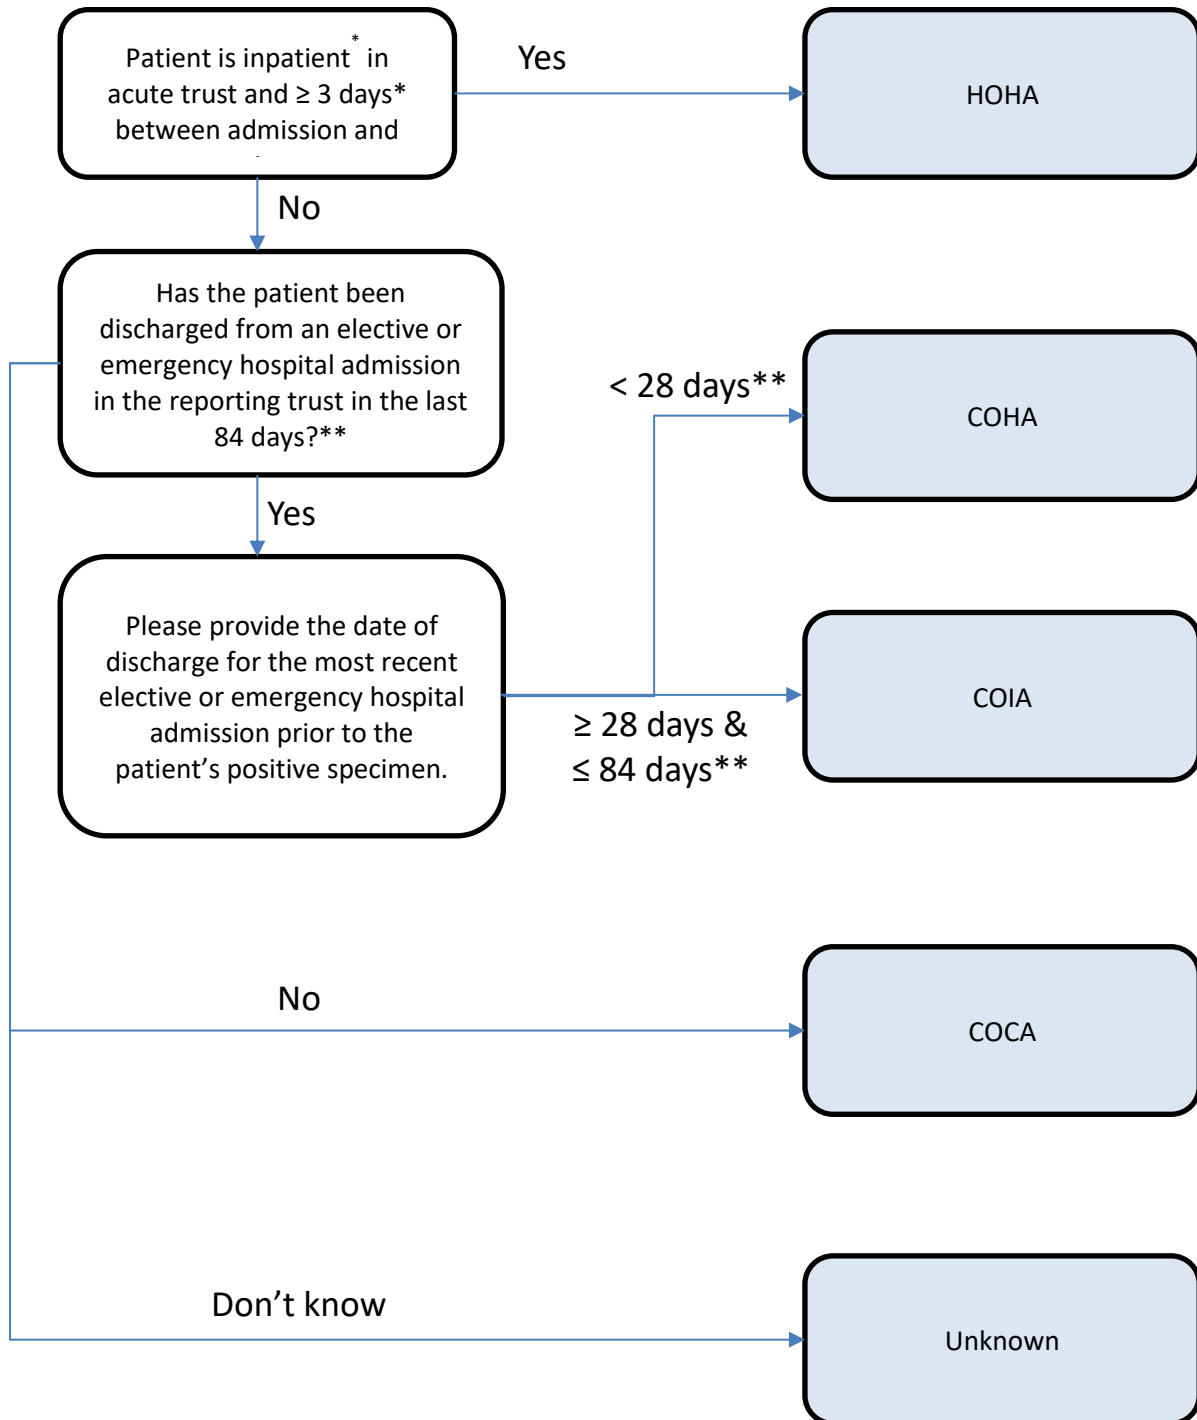 Patient is inpatient* in
acute trust and ≥ 3 days*
between admission and
Yes
HOHA
No
Has the patient been
discharged from an elective or
emergency hospital admission
in the reporting trust in the last
84 days?**
< 28 days**
COHA
Yes
Please provide the date of
discharge for the most recent
elective or emergency hospital
admission prior to the
patient’s positive specimen.
≥ 28 days &
≤ 84 days**
COIA
No
COCA
Don’t know
Unknown